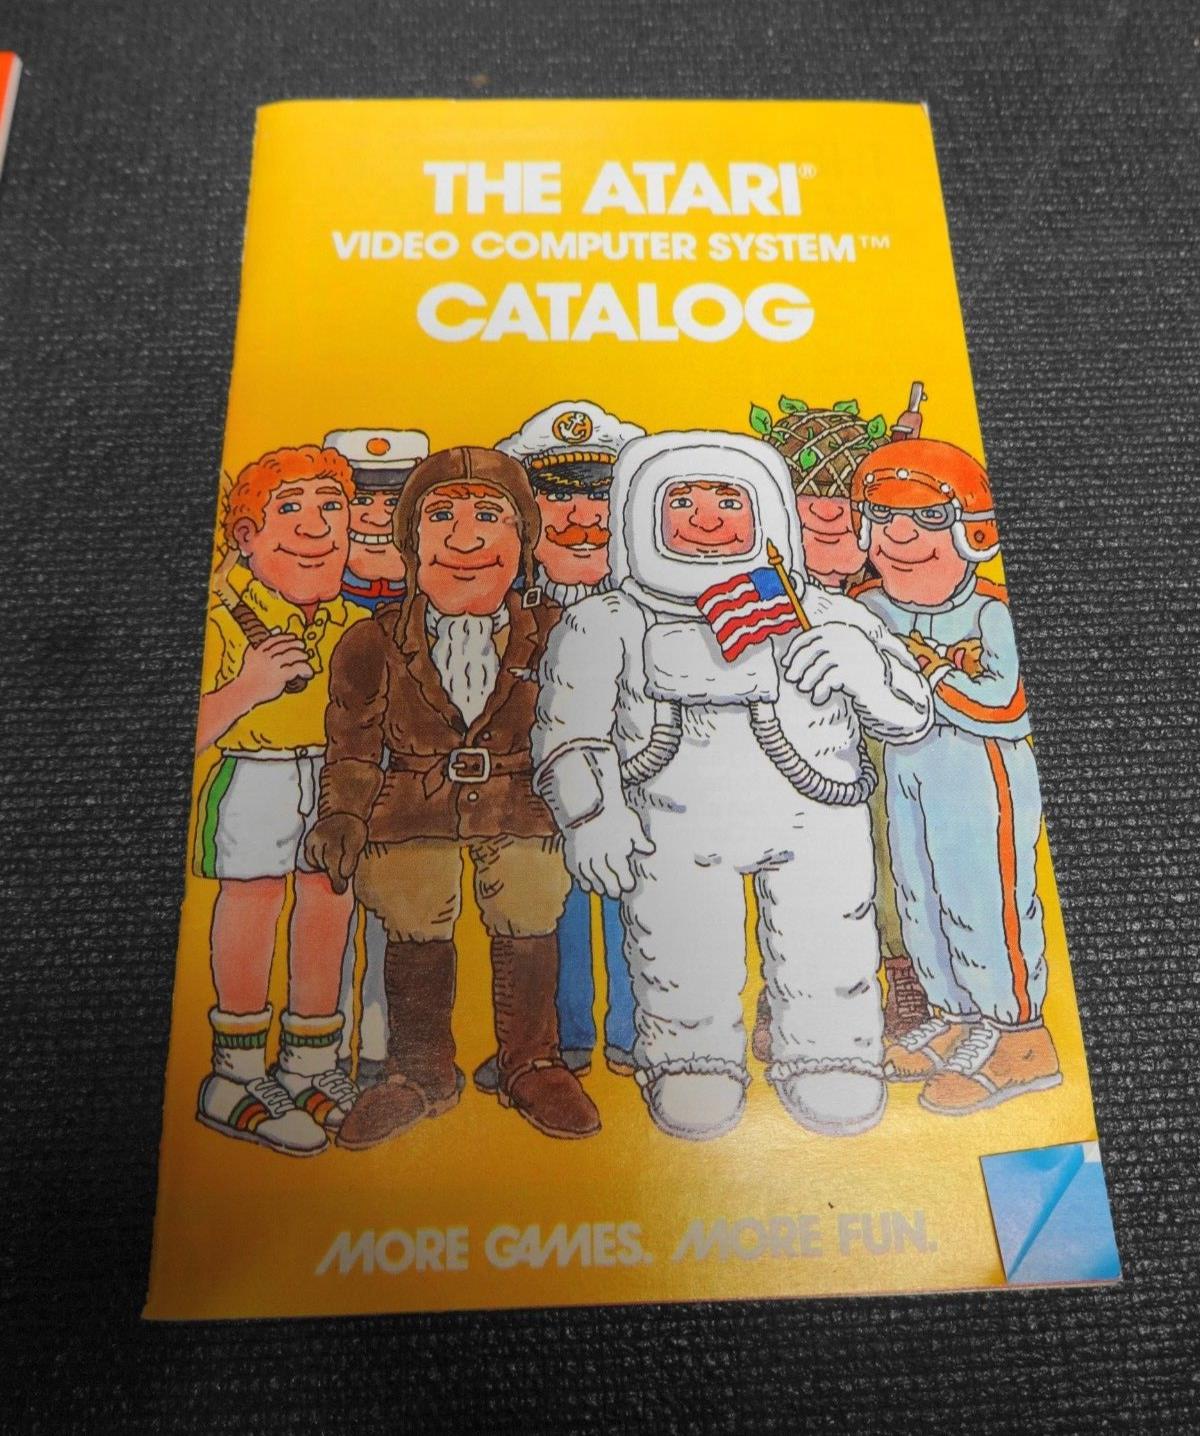 THE ATARI®
VIDEO COMPUTER SYSTEM™
CATALOG
MORE GAMES. MORE FUN.